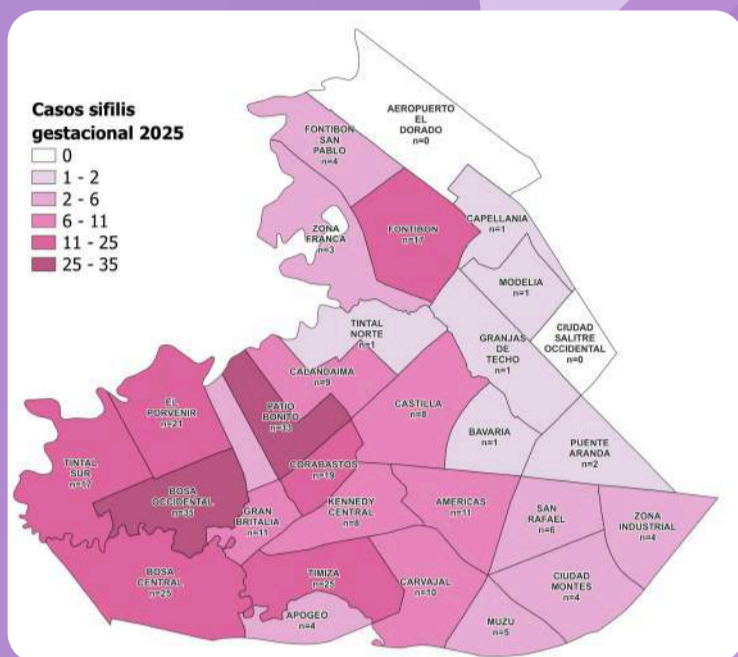 Casos sifilis
gestacional 2025
0
1 - 2
2 - 6
6 - 11
11 - 25
25 - 35
AEROPUERTO
EL
DORADO
n=0
FONTIBON
SAN
PABLO
n=4
ZONA
FRANCA
n=3
FONTIBON
n=17
CAPELLANIA
n=1
MODELIA
n=1
CIUDAD
SALITRE
OCCIDENTAL
n=0
TINTAL
NORTE
n=1
GRANJAS
DE
TECHO
n=1
CALANDAIMA
n=9
EL
PORVENIR
n=21
PATIO
BONITO
n=33
CASTILLA
n=8
BAVARIA
n=1
PUENTE
ARANDA
n=2
TINTAL
SUR
n=17
BOSA
OCCIDENTAL
n=35
CORABASTOS
n=19
GRAN
BRITALIA
n=11
KENNEDY
CENTRAL
n=8
AMERICAS
n=11
SAN
RAFAEL
n=6
ZONA
INDUSTRIAL
n=4
BOSA
CENTRAL
n=25
TIMIZA
n=25
CARVAJAL
n=10
CIUDAD
MONTES
n=4
APOGEO
n=4
MUZU
n=5